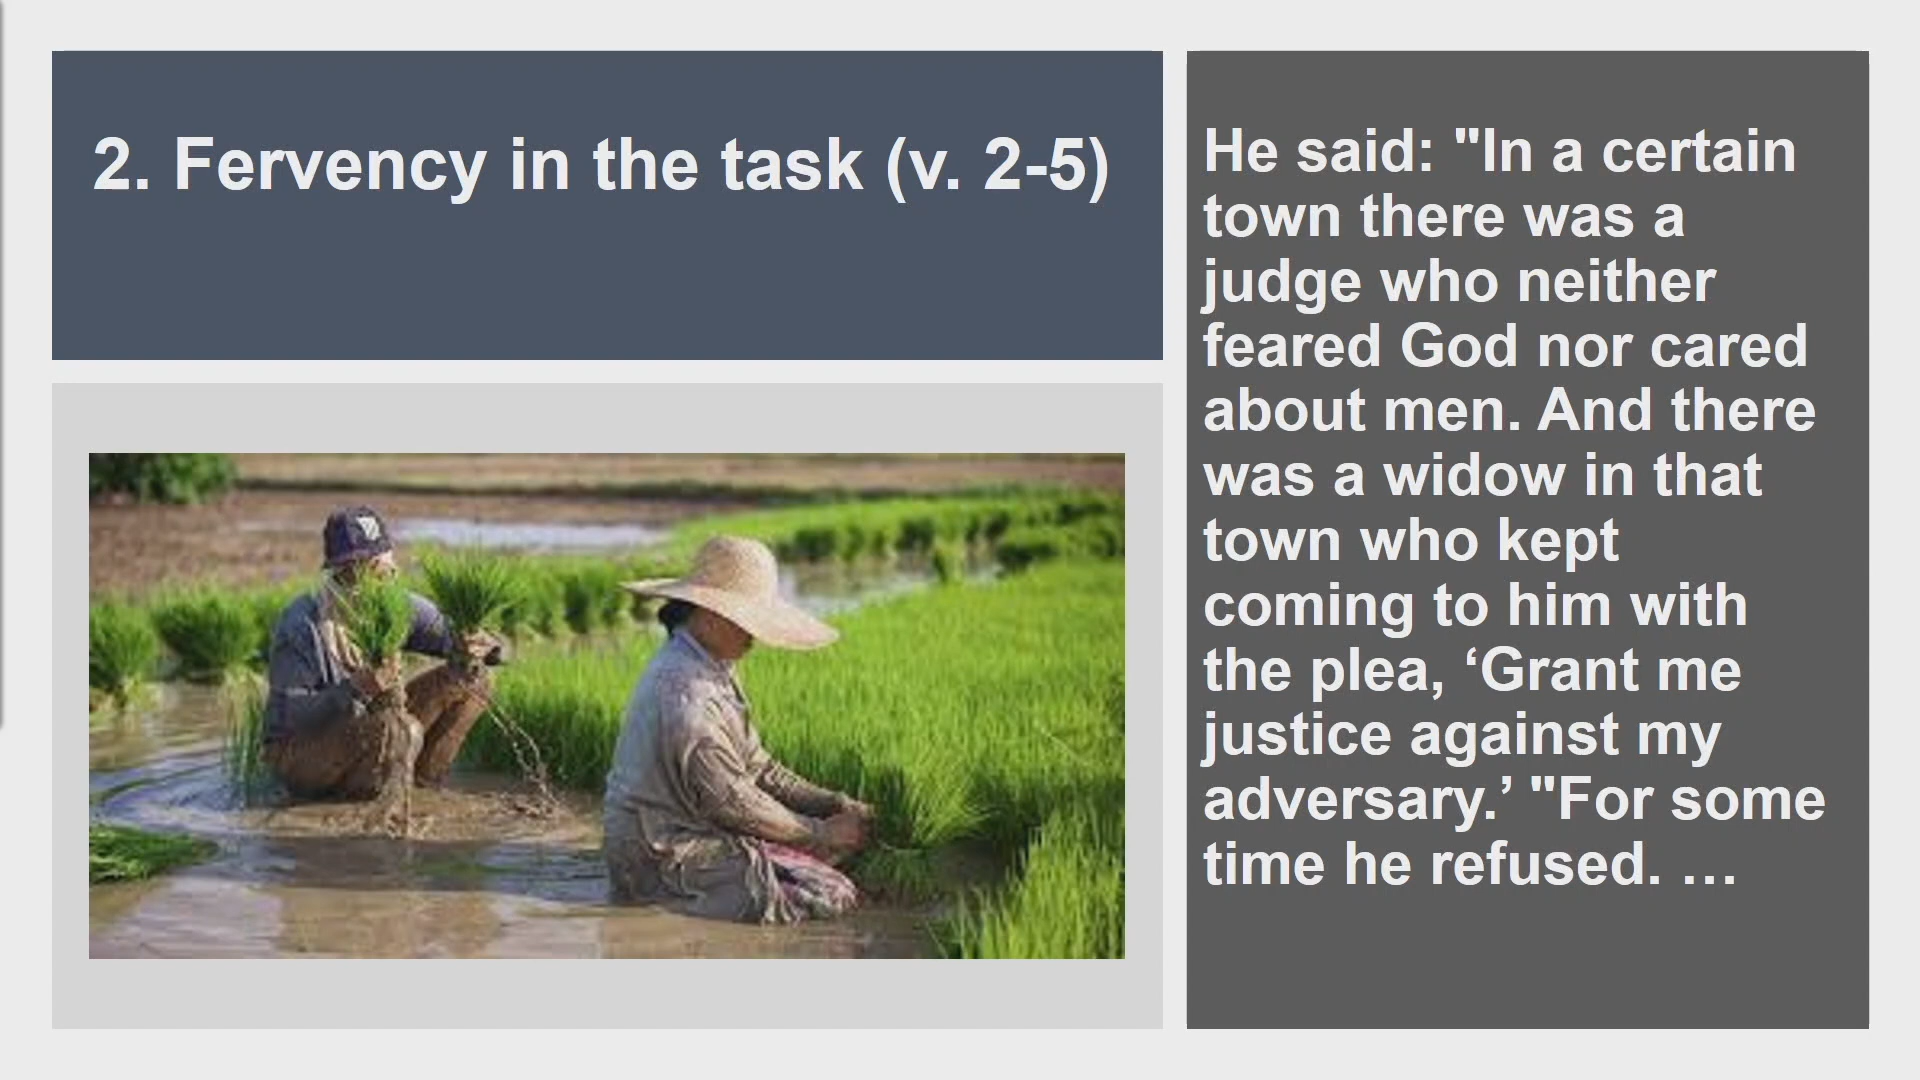 2. Fervency in the task (v. 2-5)
He said: "In a certain
town there was a
judge who neither
feared God nor cared
about men. And there
was a widow in that
town who kept
coming to him with
the plea, ‘Grant me
justice against my
adversary.’ "For some
time he refused. …